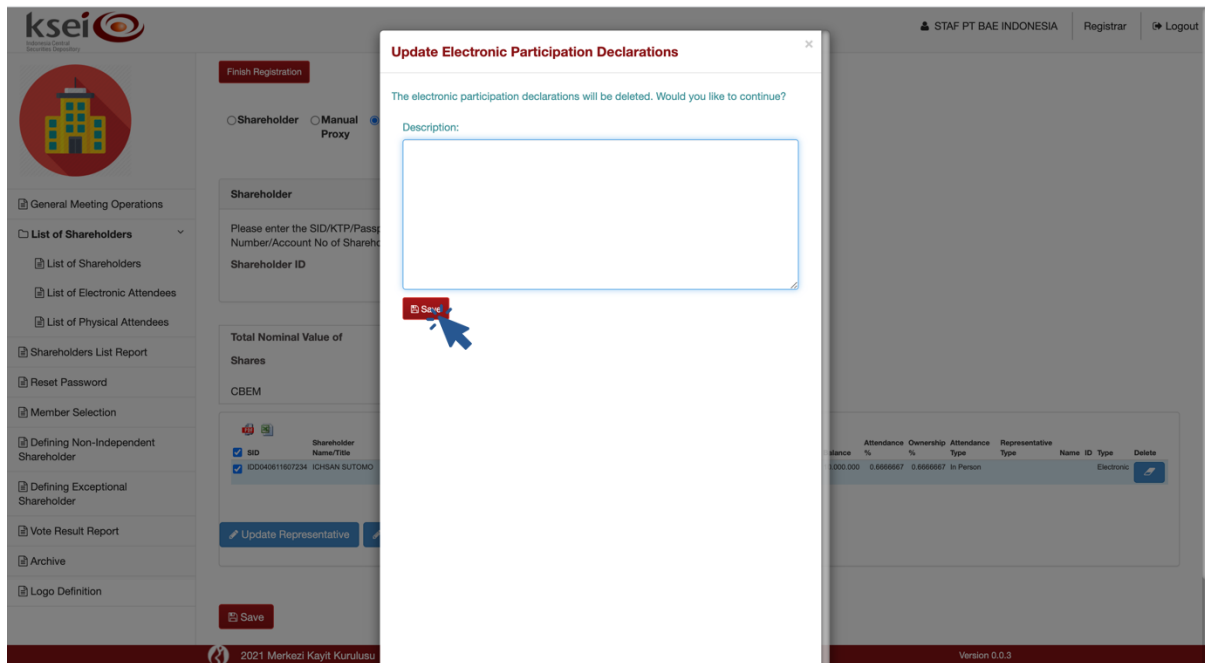 ksei
Indonesia Central
Securities Depository
STAF PT BAE INDONESIA
Registrar
Logout
General Meeting Operations
List of Shareholders
List of Shareholders
List of Electronic Attendees
List of Physical Attendees
Shareholders List Report
Reset Password
Member Selection
Defining Non-Independent
Shareholder
Defining Exceptional
Shareholder
Vote Result Report
Archive
Logo Definition
Finish Registration
Shareholder
Manual
Proxy
Shareholder
Please enter the SID/KTP/Passp
Number/Account No of Shareho
Shareholder ID
Total Nominal Value of
Shares
CBEM
SID
Shareholder
Name/Title
Attendance
%
Ownership
%
Attendance
Type
Representative
Type
Name
ID
Type
Delete
IDD040611607234
ICHSAN SUTOMO
.000.000
0.6666667
0.6666667
In Person
Electronic
Update Representative
Save
Update Electronic Participation Declarations
×
The electronic participation declarations will be deleted. Would you like to continue?
Description:
Save
2021 Merkezi Kayit Kurulusu
Version 0.0.3